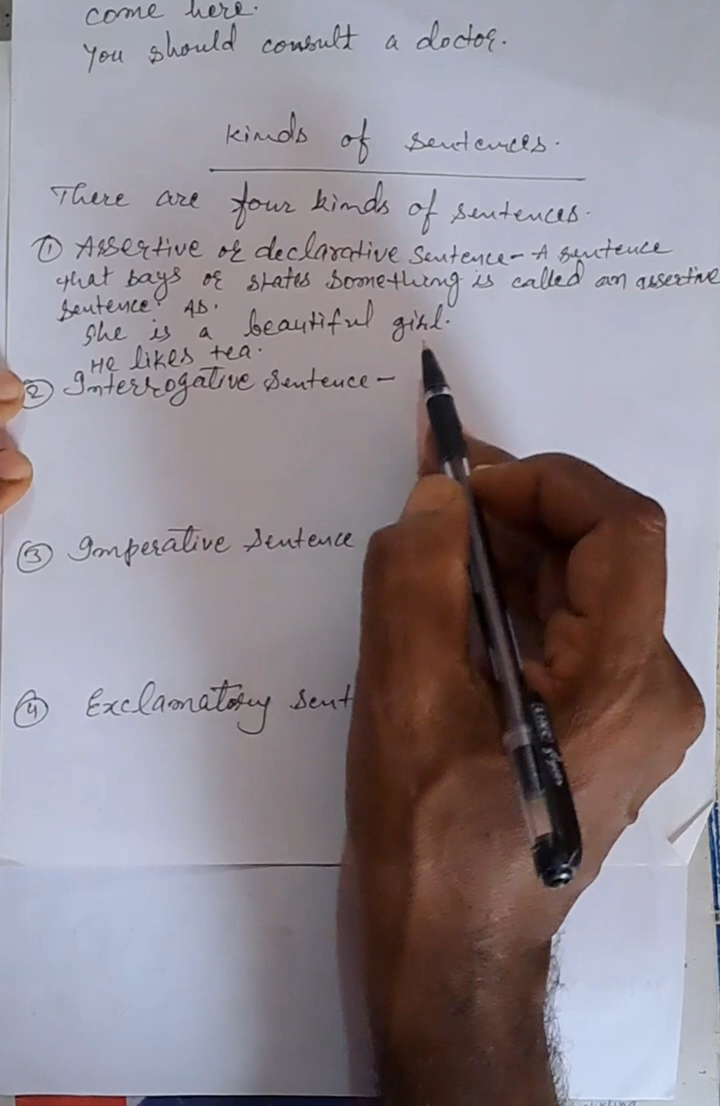 come here.
You should consult a doctor.
kinds of sentences.
There are four kinds of sentences.
① Assertive or declarative sentence - A sentence
that says or states something is called an assertive
sentence. As.
She is a beautiful girl.
He likes tea.
② Interrogative sentence -
③ Imperative Sentence
④ Exclamatory sent